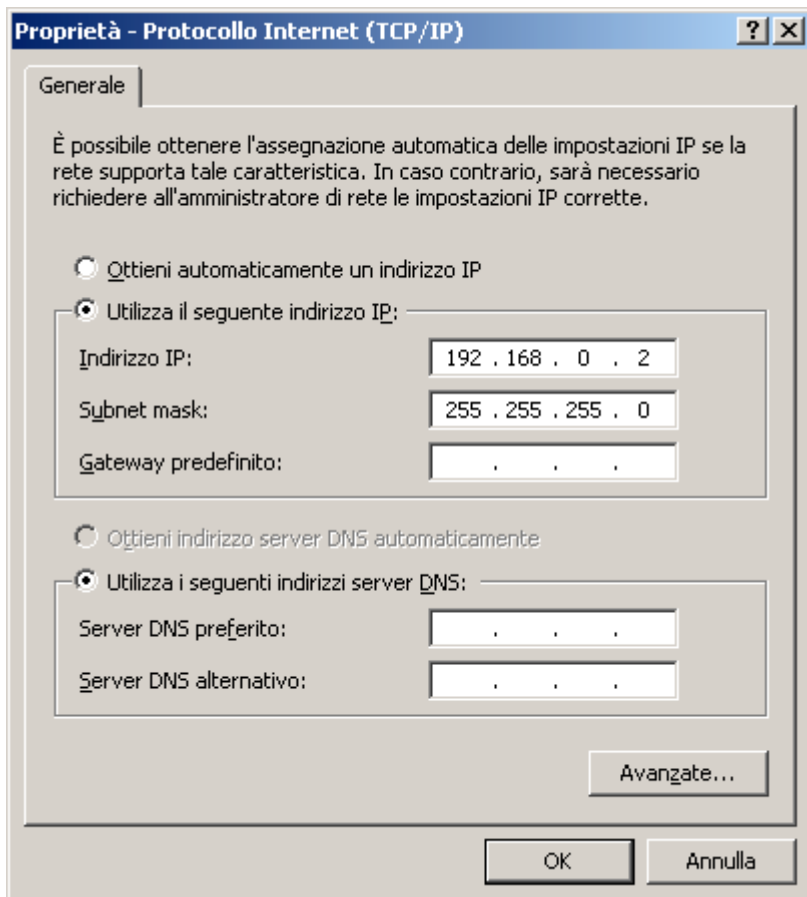 Proprietà - Protocollo Internet (TCP/IP)
Generale
È possibile ottenere l'assegnazione automatica delle impostazioni IP se la
rete supporta tale caratteristica. In caso contrario, sarà necessario
richiedere all'amministratore di rete le impostazioni IP corrette.
Ottieni automaticamente un indirizzo IP
Utilizza il seguente indirizzo IP:
Indirizzo IP: 192 . 168 . 0 . 2
Subnet mask: 255 . 255 . 255 . 0
Gateway predefinito: . . .
Ottieni indirizzo server DNS automaticamente
Utilizza i seguenti indirizzi server DNS:
Server DNS preferito: . . .
Server DNS alternativo: . . .
Avanzate...
OK Annulla